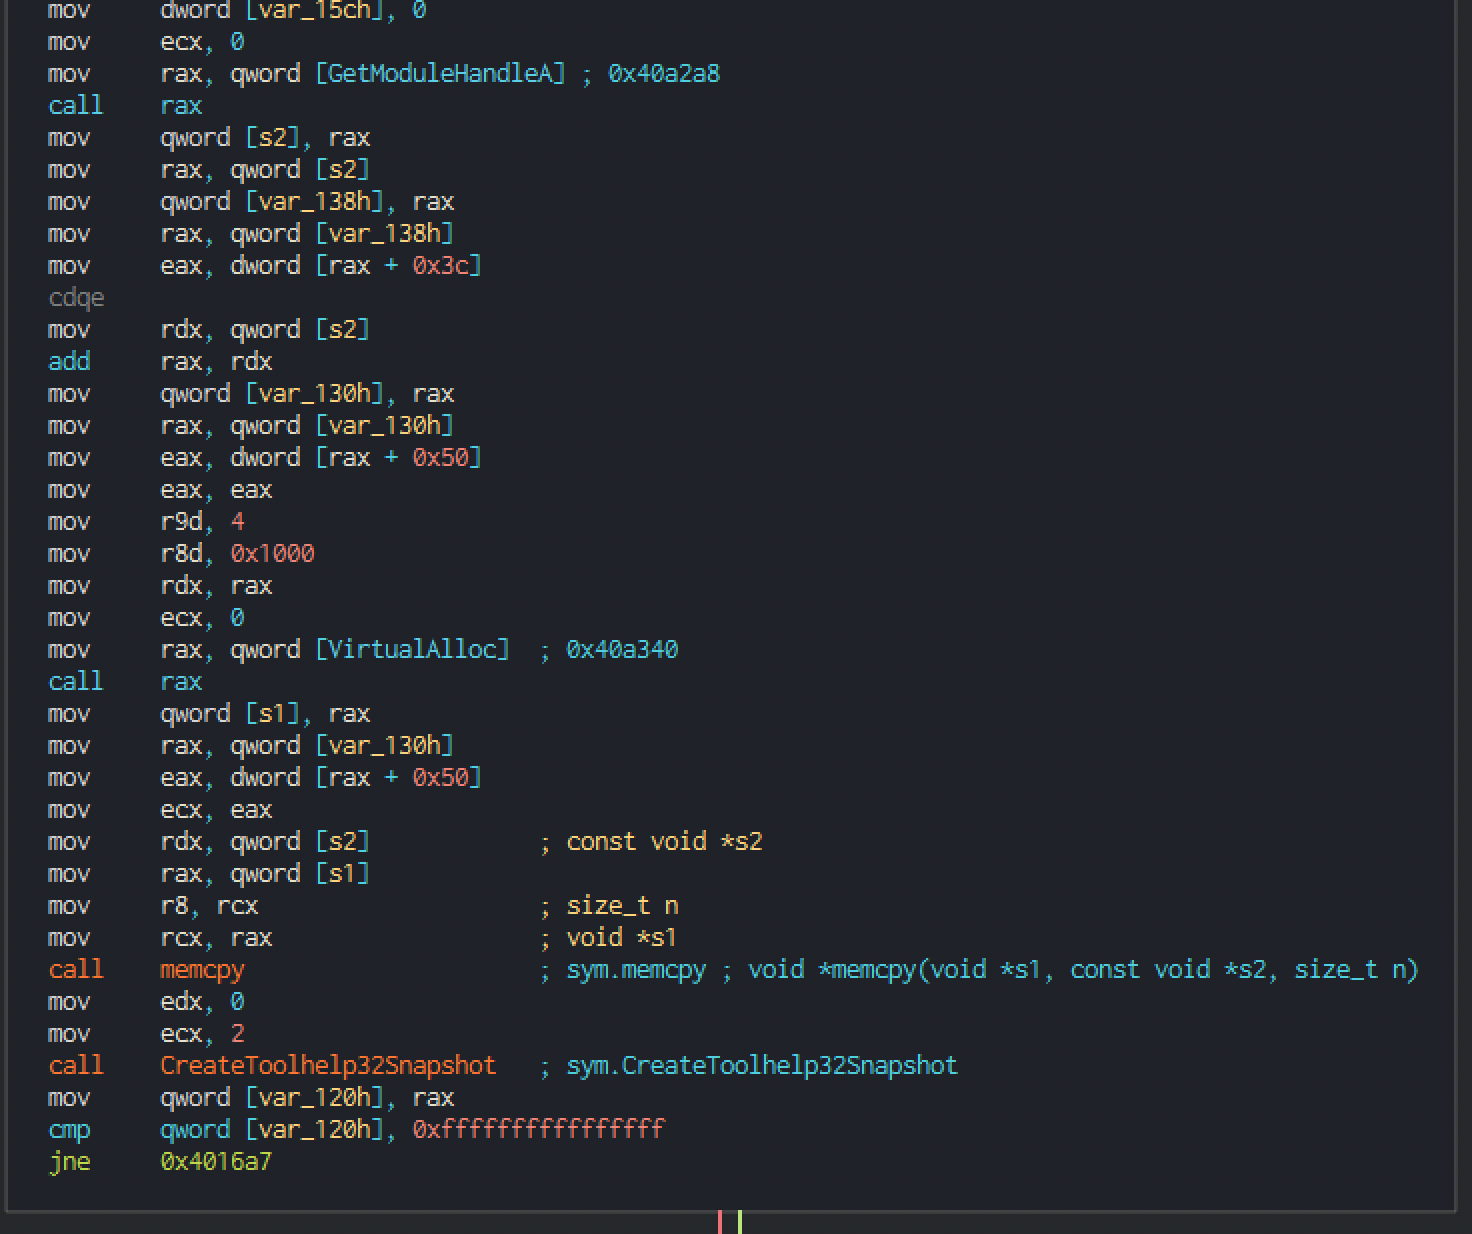 mov dword [var_15ch], 0
mov ecx, 0
mov rax, qword [GetModuleHandleA] ; 0x40a2a8
call rax
mov qword [s2], rax
mov rax, qword [s2]
mov qword [var_138h], rax
mov rax, qword [var_138h]
mov eax, dword [rax + 0x3c]
cdqe
mov rdx, qword [s2]
add rax, rdx
mov qword [var_130h], rax
mov rax, qword [var_130h]
mov eax, dword [rax + 0x50]
mov eax, eax
mov r9d, 4
mov r8d, 0x1000
mov rdx, rax
mov ecx, 0
mov rax, qword [VirtualAlloc] ; 0x40a340
call rax
mov qword [s1], rax
mov rax, qword [var_130h]
mov eax, dword [rax + 0x50]
mov ecx, eax
mov rdx, qword [s2] ; const void *s2
mov rax, qword [s1]
mov r8, rcx ; size_t n
mov rcx, rax ; void *s1
call memcpy ; sym.memcpy ; void *memcpy(void *s1, const void *s2, size_t n)
mov edx, 0
mov ecx, 2
call CreateToolhelp32Snapshot ; sym.CreateToolhelp32Snapshot
mov qword [var_120h], rax
cmp qword [var_120h], 0xffffffffffffffff
jne 0x4016a7